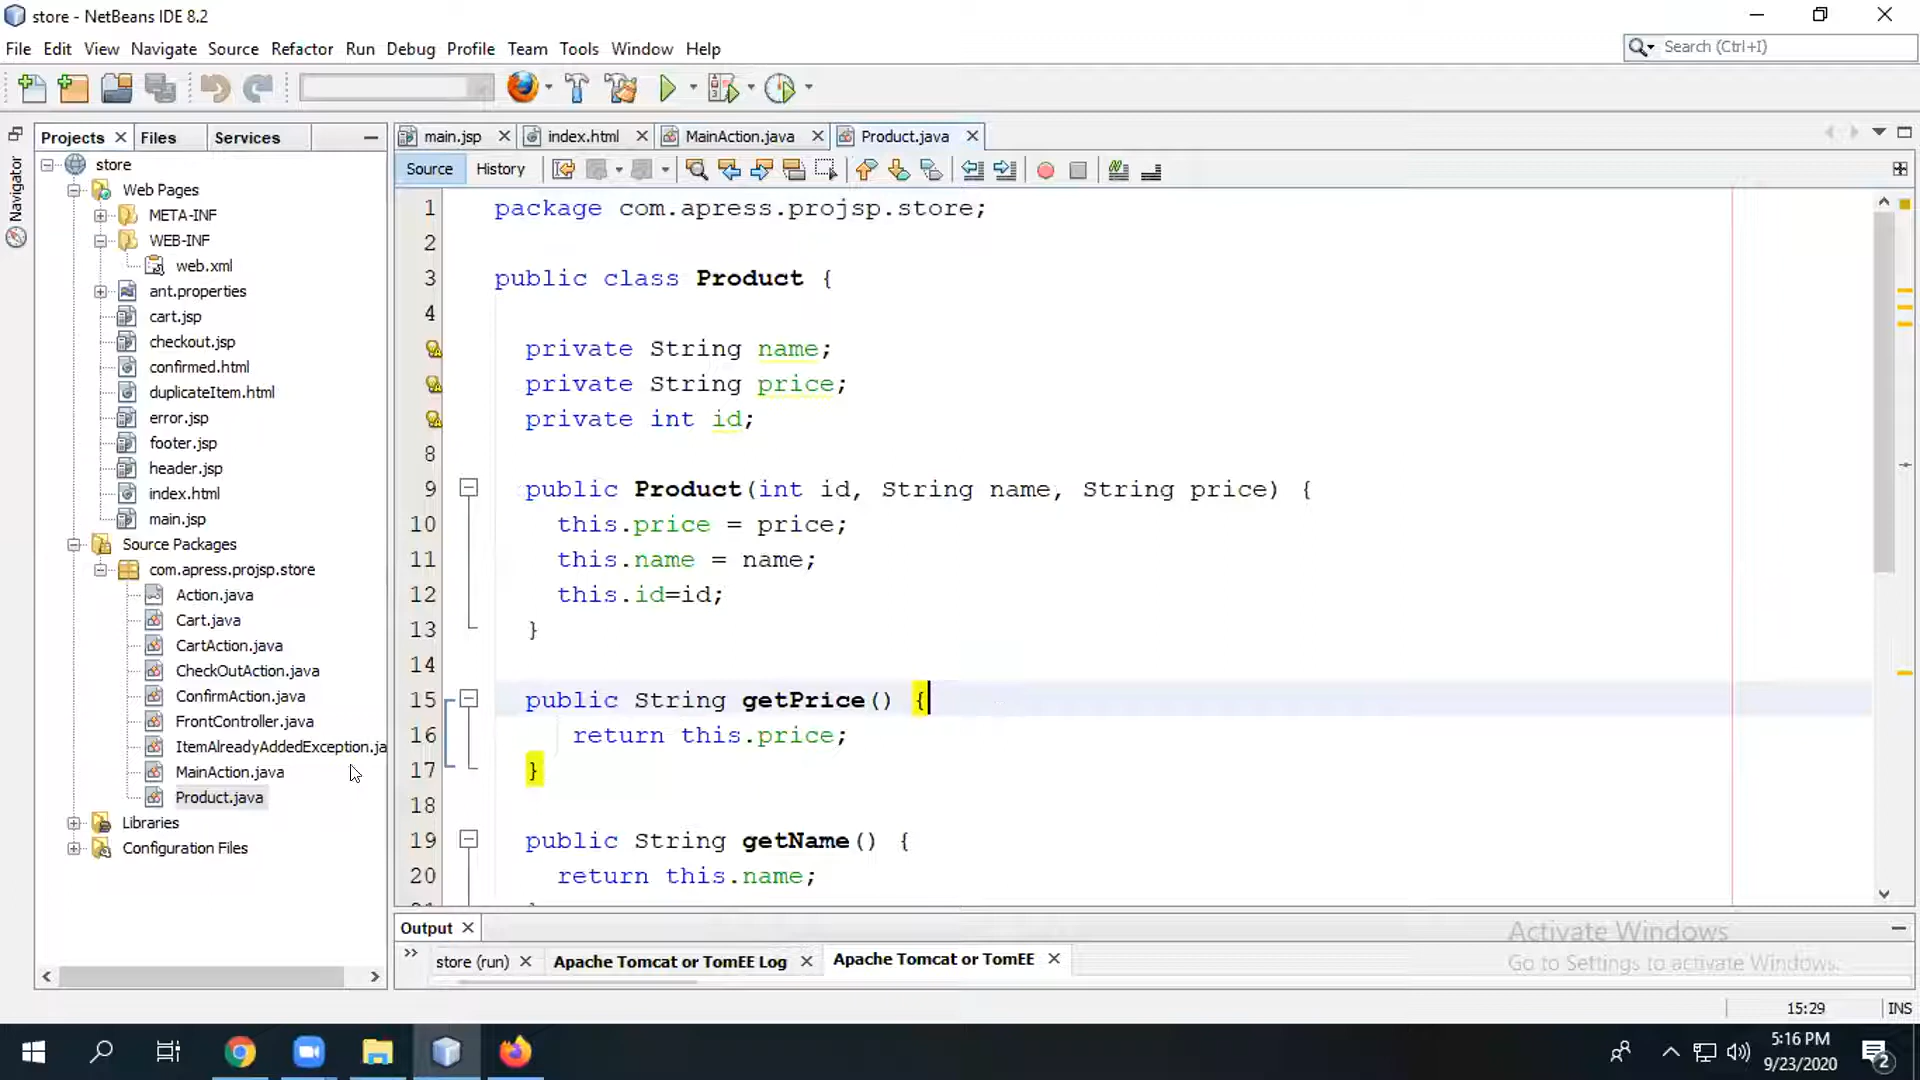 store - NetBeans IDE 8.2
File Edit View Navigate Source Refactor Run Debug Profile Team Tools Window Help
Search (Ctrl+I)
Projects Files Services
Navigator
store
Web Pages
META-INF
WEB-INF
web.xml
ant.properties
cart.jsp
checkout.jsp
confirmed.html
duplicateItem.html
error.jsp
footer.jsp
header.jsp
index.html
main.jsp
Source Packages
com.apress.projsp.store
Action.java
Cart.java
CartAction.java
CheckOutAction.java
ConfirmAction.java
FrontController.java
ItemAlreadyAddedException.ja
MainAction.java
Product.java
Libraries
Configuration Files
main.jsp index.html MainAction.java Product.java
Source History
1 package com.apress.projsp.store;
2
3 public class Product {
4
private String name;
private String price;
private int id;
8
9 public Product(int id, String name, String price) {
10 this.price = price;
11 this.name = name;
12 this.id=id;
13 }
14
15 public String getPrice() {
16 return this.price;
17 }
18
19 public String getName() {
20 return this.name;
Output
store (run) Apache Tomcat or TomEE Log Apache Tomcat or TomEE
Activate Windows
Go to Settings to activate Windows.
15:29 INS
5:16 PM
9/23/2020
2